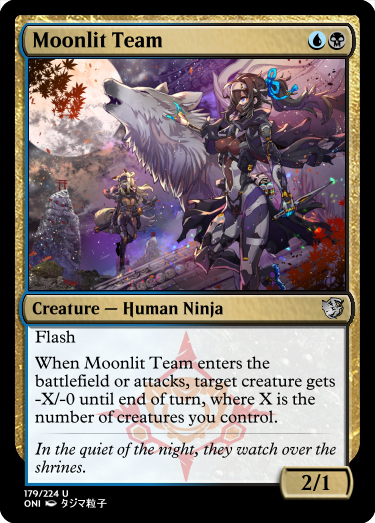 Moonlit Team
Creature — Human Ninja
Flash
When Moonlit Team enters the
battlefield or attacks, target creature gets
-X/-0 until end of turn, where X is the
number of creatures you control.
In the quiet of the night, they watch over the
shrines.
2/1
179/224 U
ONI タジマ粒子